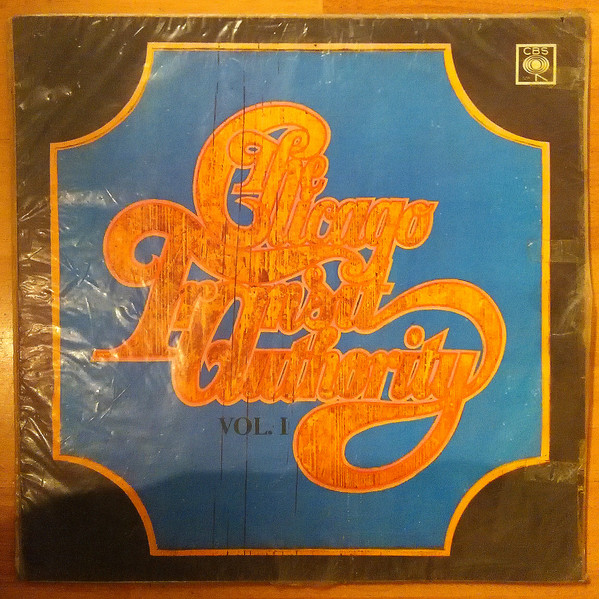 CBS
The
Chicago
Transit
Authority
VOL. I